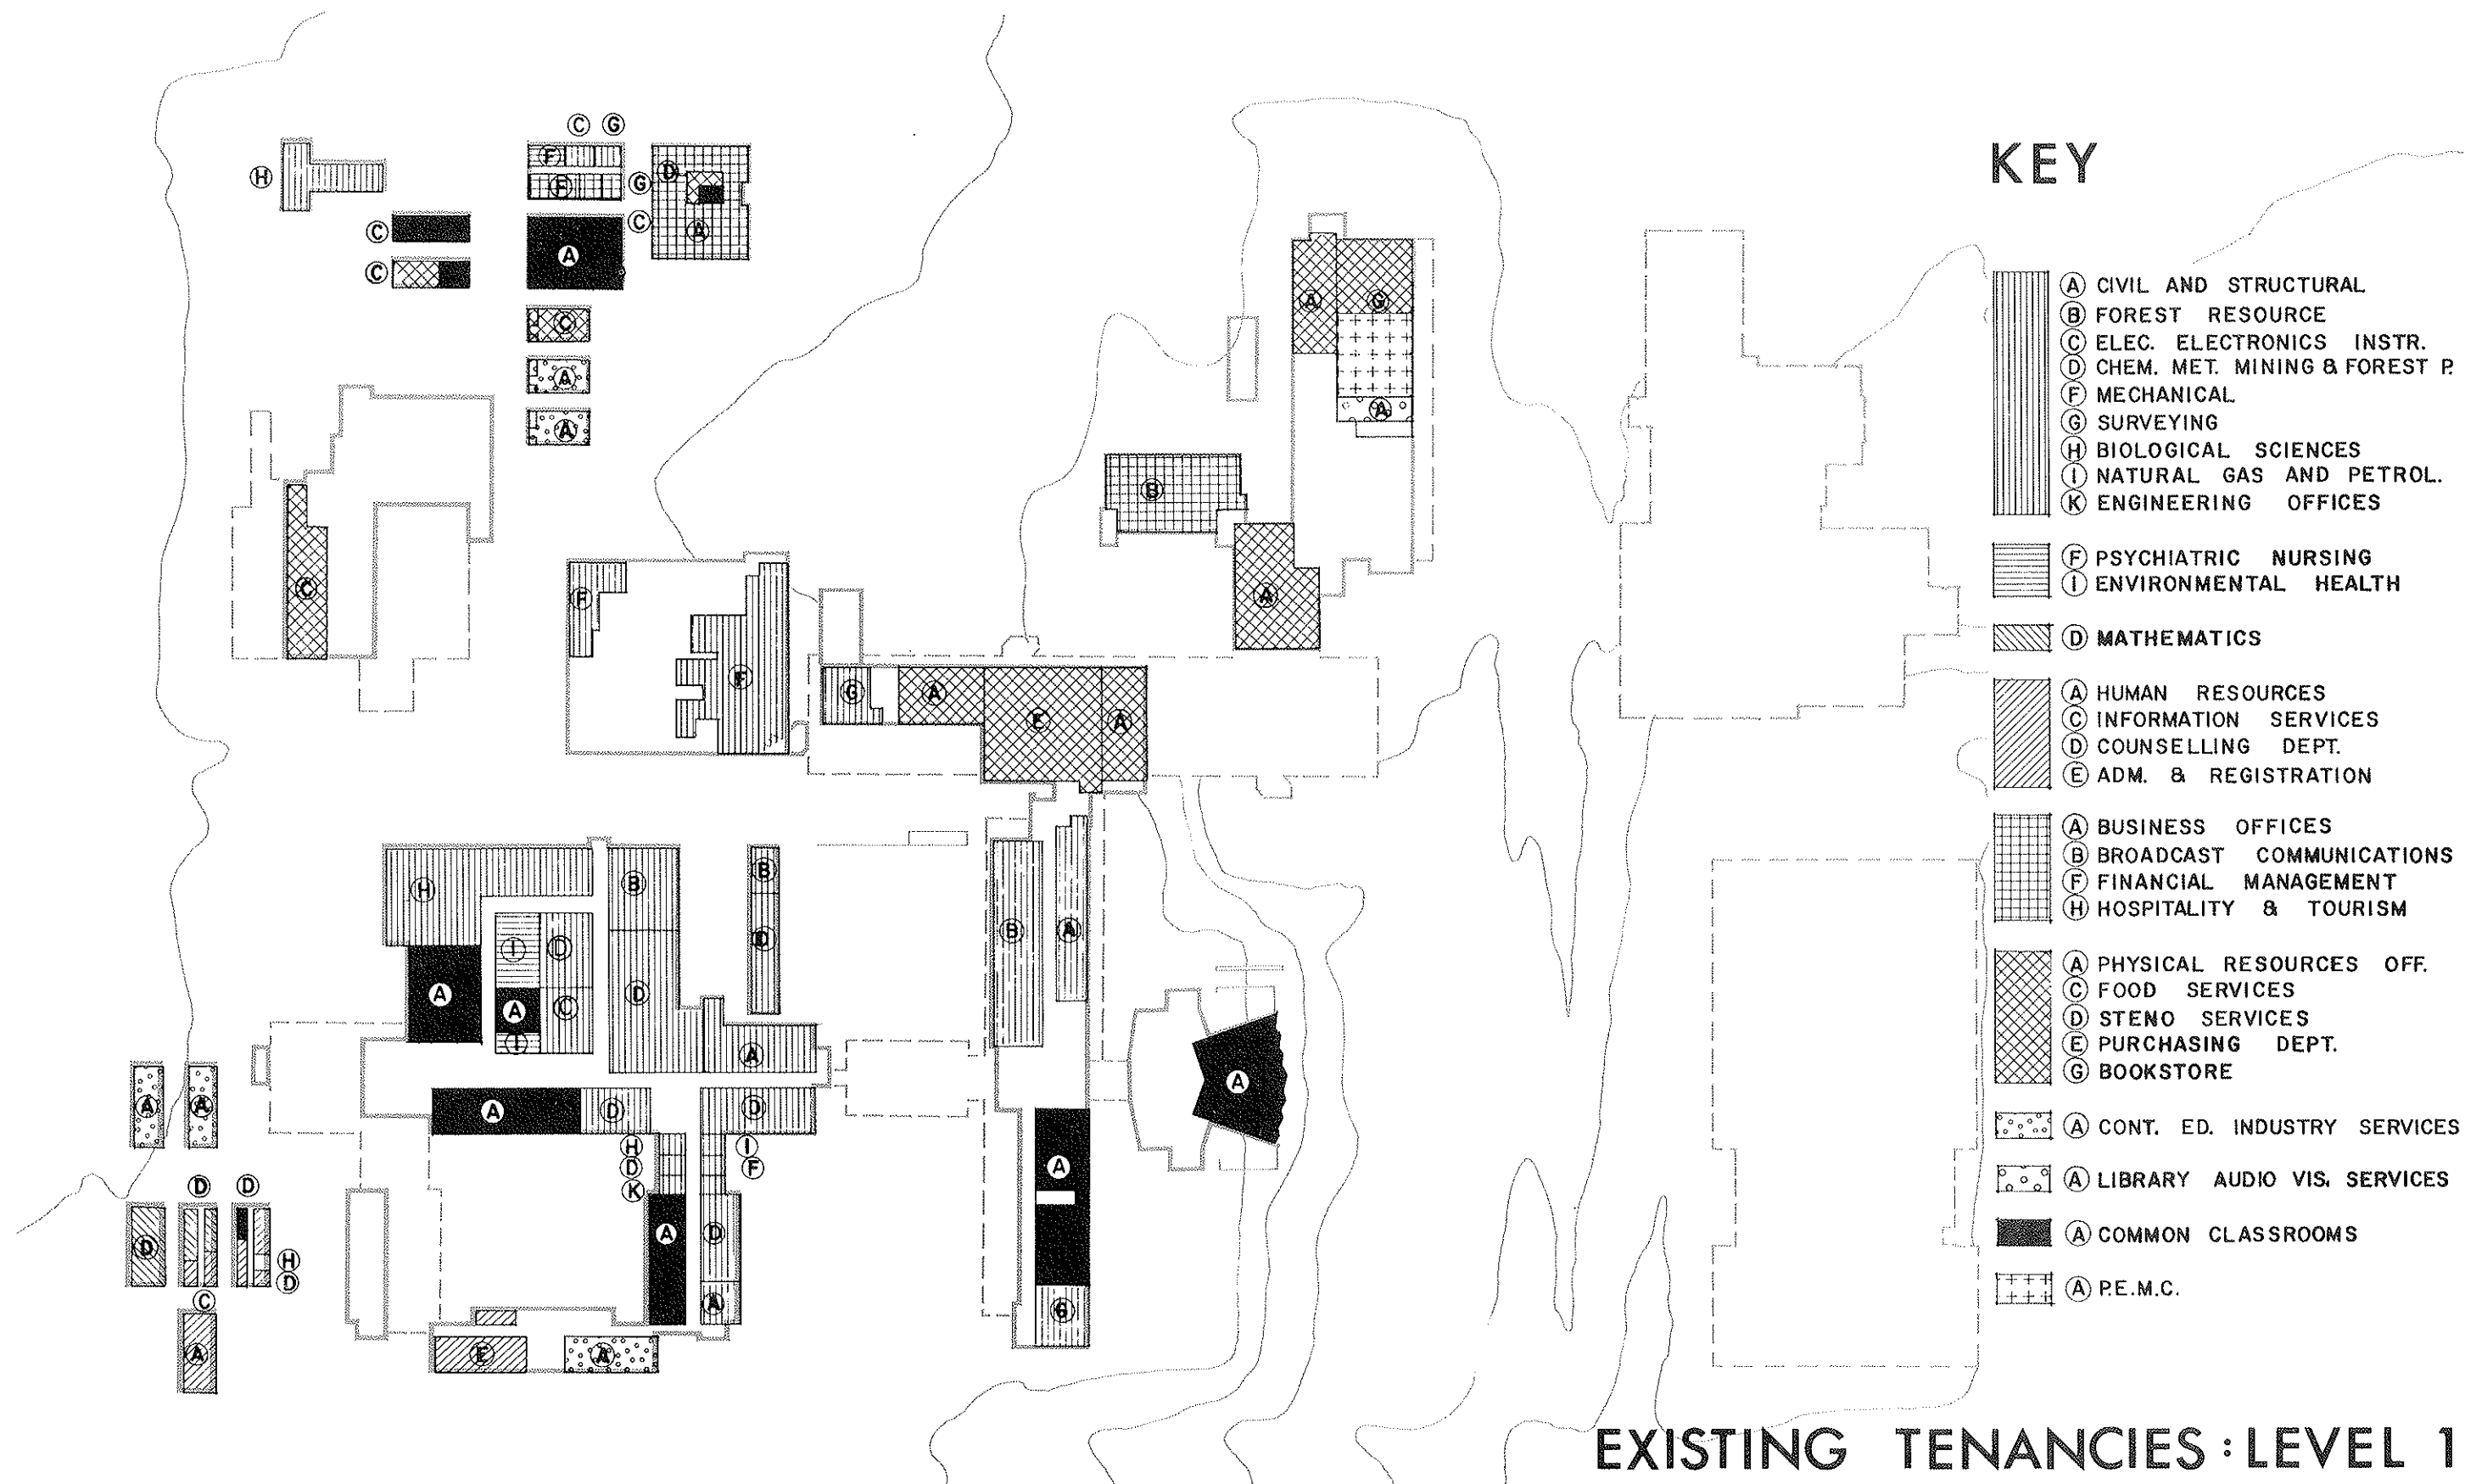 KEY
A CIVIL AND STRUCTURAL
B FOREST RESOURCE
C ELEC. ELECTRONICS INSTR.
D CHEM. MET. MINING & FOREST P.
F MECHANICAL
G SURVEYING
H BIOLOGICAL SCIENCES
I NATURAL GAS AND PETROL.
K ENGINEERING OFFICES
F PSYCHIATRIC NURSING
I ENVIRONMENTAL HEALTH
D MATHEMATICS
A HUMAN RESOURCES
C INFORMATION SERVICES
D COUNSELLING DEPT.
E ADM. & REGISTRATION
A BUSINESS OFFICES
B BROADCAST COMMUNICATIONS
F FINANCIAL MANAGEMENT
H HOSPITALITY & TOURISM
A PHYSICAL RESOURCES OFF.
C FOOD SERVICES
D STENO SERVICES
E PURCHASING DEPT.
G BOOKSTORE
A CONT. ED. INDUSTRY SERVICES
A LIBRARY AUDIO VIS. SERVICES
A COMMON CLASSROOMS
A P.E.M.C.
C G
F
D
H
F G
C
C A
A
C
C
A
A
A G
A
B
C
A
F
F
G A E A
H B B
I D
D
B A
A A C D
I
A
A
A A
A D D
H I
D F
K
A
D D
A D
D
H
D
C
A G
A E A
EXISTING TENANCIES : LEVEL 1